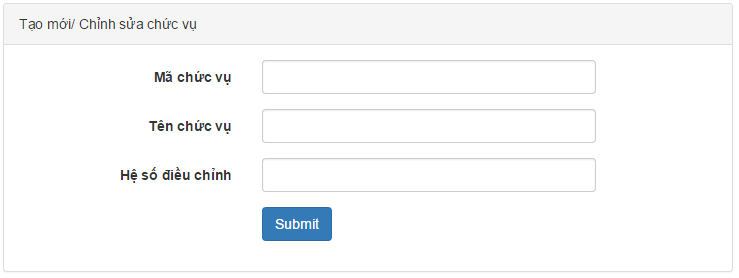 Tạo mới/ Chỉnh sửa chức vụ
Mã chức vụ
Tên chức vụ
Hệ số điều chỉnh
Submit